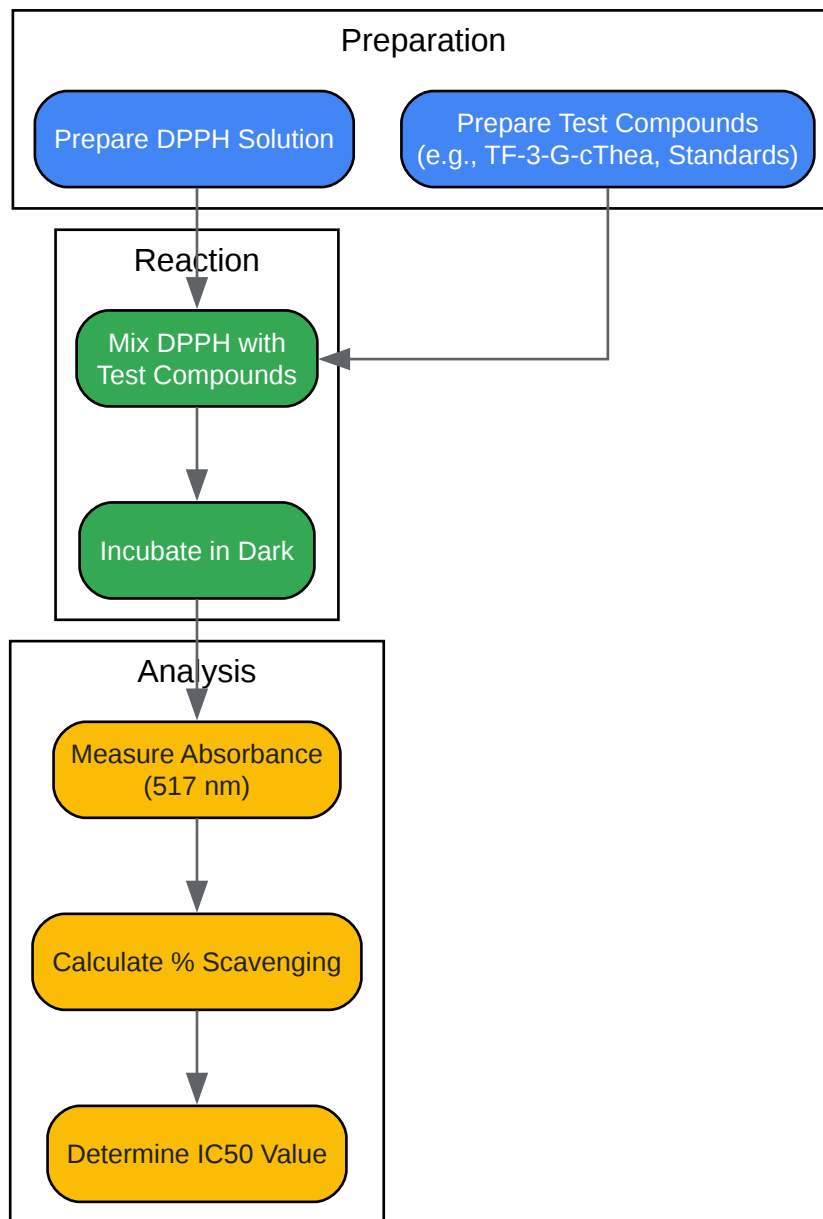 Preparation
Prepare DPPH Solution
Prepare Test Compounds
(e.g., TF-3-G-cThea, Standards)
Reaction
Mix DPPH with
Test Compounds
Incubate in Dark
Analysis
Measure Absorbance
(517 nm)
Calculate % Scavenging
Determine IC50 Value